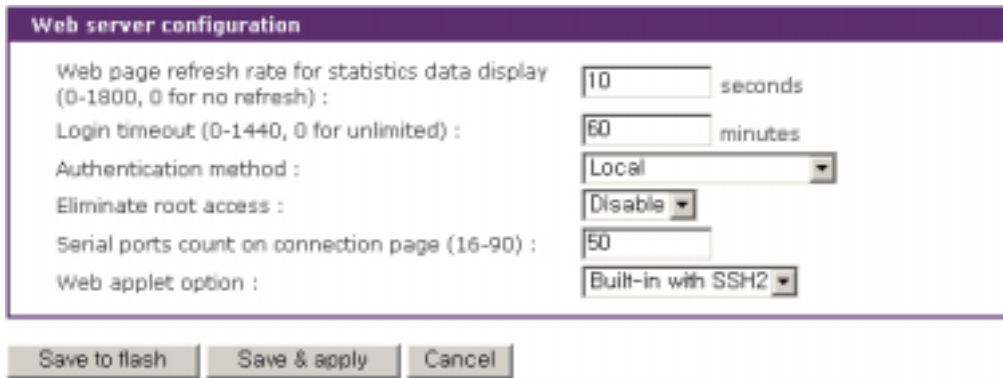 Web server configuration
Web page refresh rate for statistics data display
(0-1800, 0 for no refresh) :
10 seconds
Login timeout (0-1440, 0 for unlimited) :
60 minutes
Authentication method :
Local
Eliminate root access :
Disable
Serial ports count on connection page (16-90) :
50
Web applet option :
Built-in with SSH2
Save to flash
Save & apply
Cancel